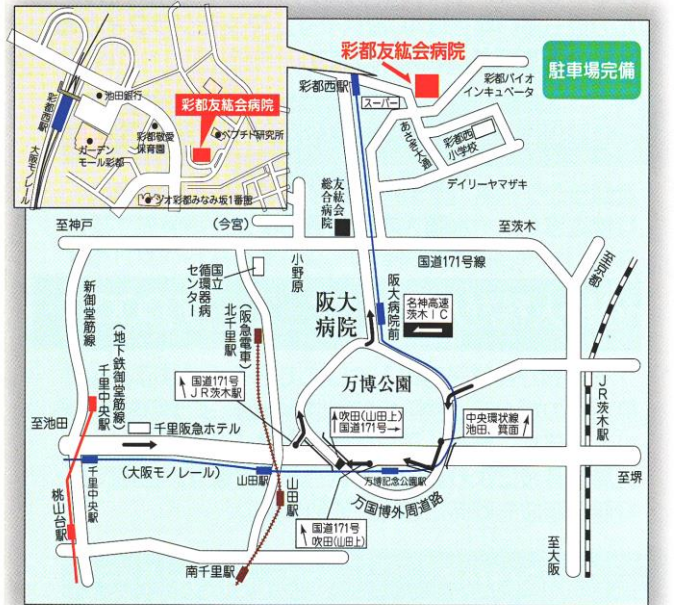 池田銀行
彩都西駅
大阪モノレール
ガーデン
モール彩都
彩都敬愛
保育園
彩都友紘会病院
ペプチド研究所
ジオ彩都みなみ坂1番館
彩都友紘会病院
駐車場完備
彩都西駅
スーパー
彩都バイオ
インキュベータ
あさぎ大通
彩都西
小学校
デイリーヤマザキ
友紘会
総合病院
至神戸
(今宮)
至茨木
国道171号線
至京都
新御堂筋線
国立
循環器病
センター
小野原
阪大
病院
阪大病院前
名神高速
茨木IC
(地下鉄御堂筋線)
千里中央駅
(阪急電車)
北千里駅
万博公園
JR茨木駅
国道171号
JR茨木駅
吹田(山田上)
国道171号→
中央環状線
池田、箕面
至池田
千里阪急ホテル
(大阪モノレール)
千里中央駅
山田駅
山田駅
万博記念公園駅
至堺
桃山台駅
万国博外周道路
国道171号
吹田(山田上)
至大阪
南千里駅